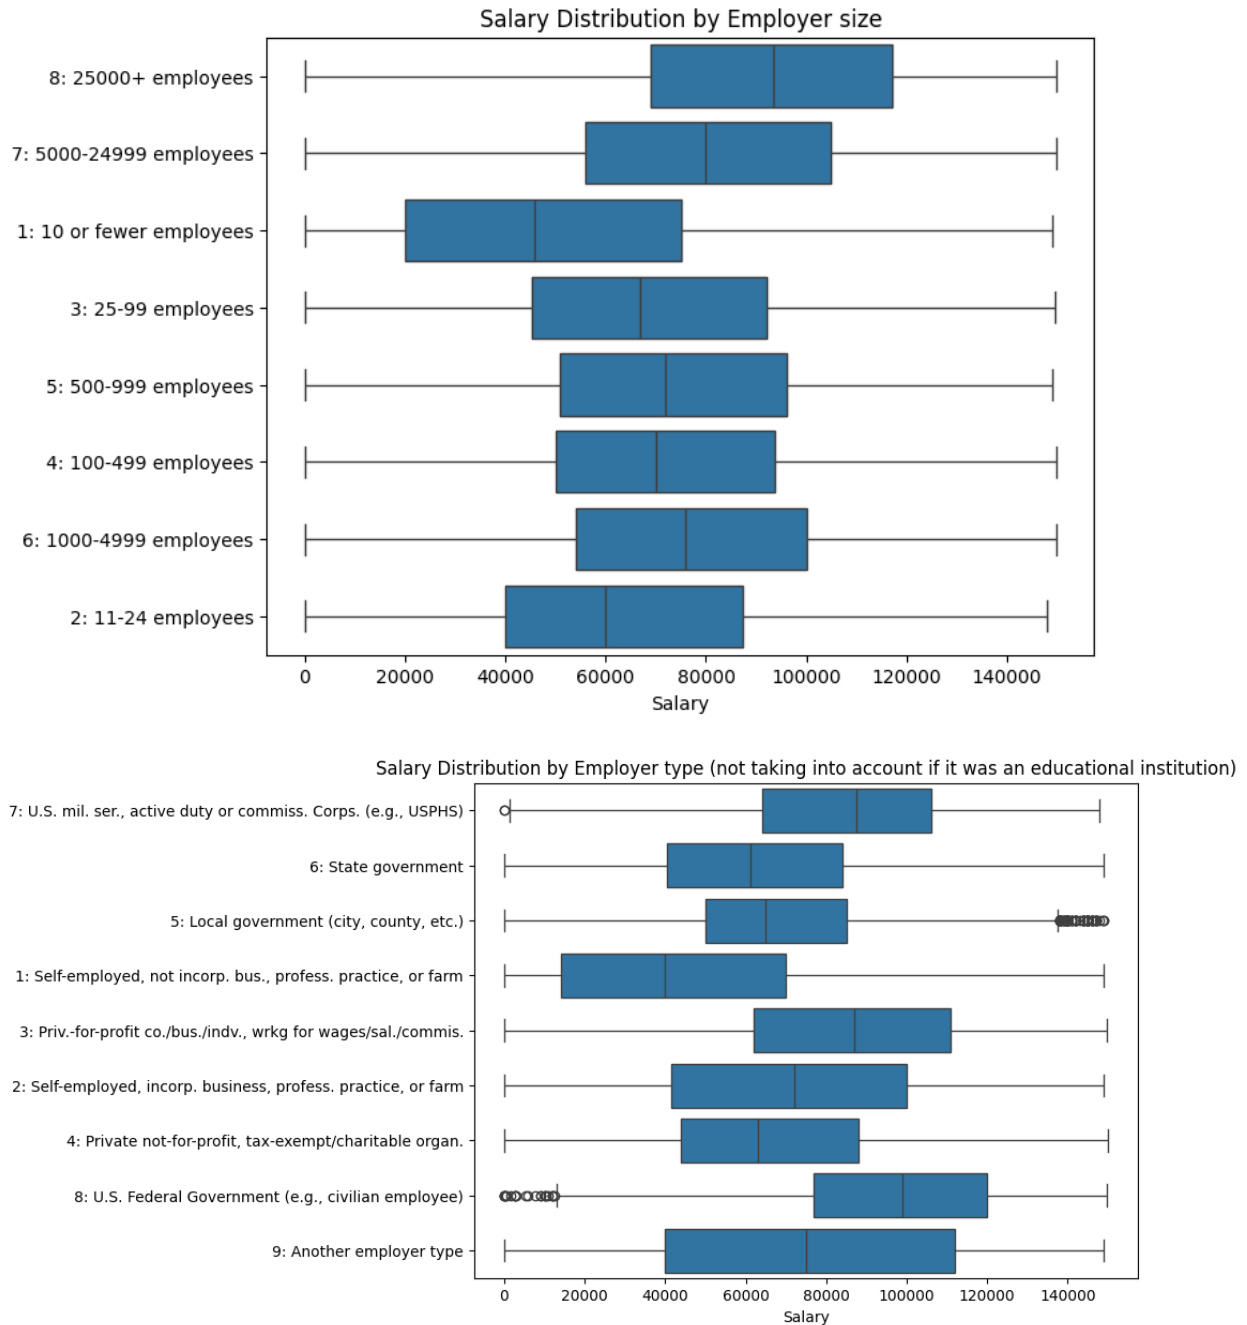 Salary Distribution by Employer size
8: 25000+ employees
7: 5000-24999 employees
1: 10 or fewer employees
3: 25-99 employees
5: 500-999 employees
4: 100-499 employees
6: 1000-4999 employees
2: 11-24 employees
0 20000 40000 60000 80000 100000 120000 140000
Salary
Salary Distribution by Employer type (not taking into account if it was an educational institution)
7: U.S. mil. ser., active duty or commiss. Corps. (e.g., USPHS)
6: State government
5: Local government (city, county, etc.)
1: Self-employed, not incorp. bus., profess. practice, or farm
3: Priv.-for-profit co./bus./indv., wrkg for wages/sal./commis.
2: Self-employed, incorp. business, profess. practice, or farm
4: Private not-for-profit, tax-exempt/charitable organ.
8: U.S. Federal Government (e.g., civilian employee)
9: Another employer type
0 20000 40000 60000 80000 100000 120000 140000
Salary